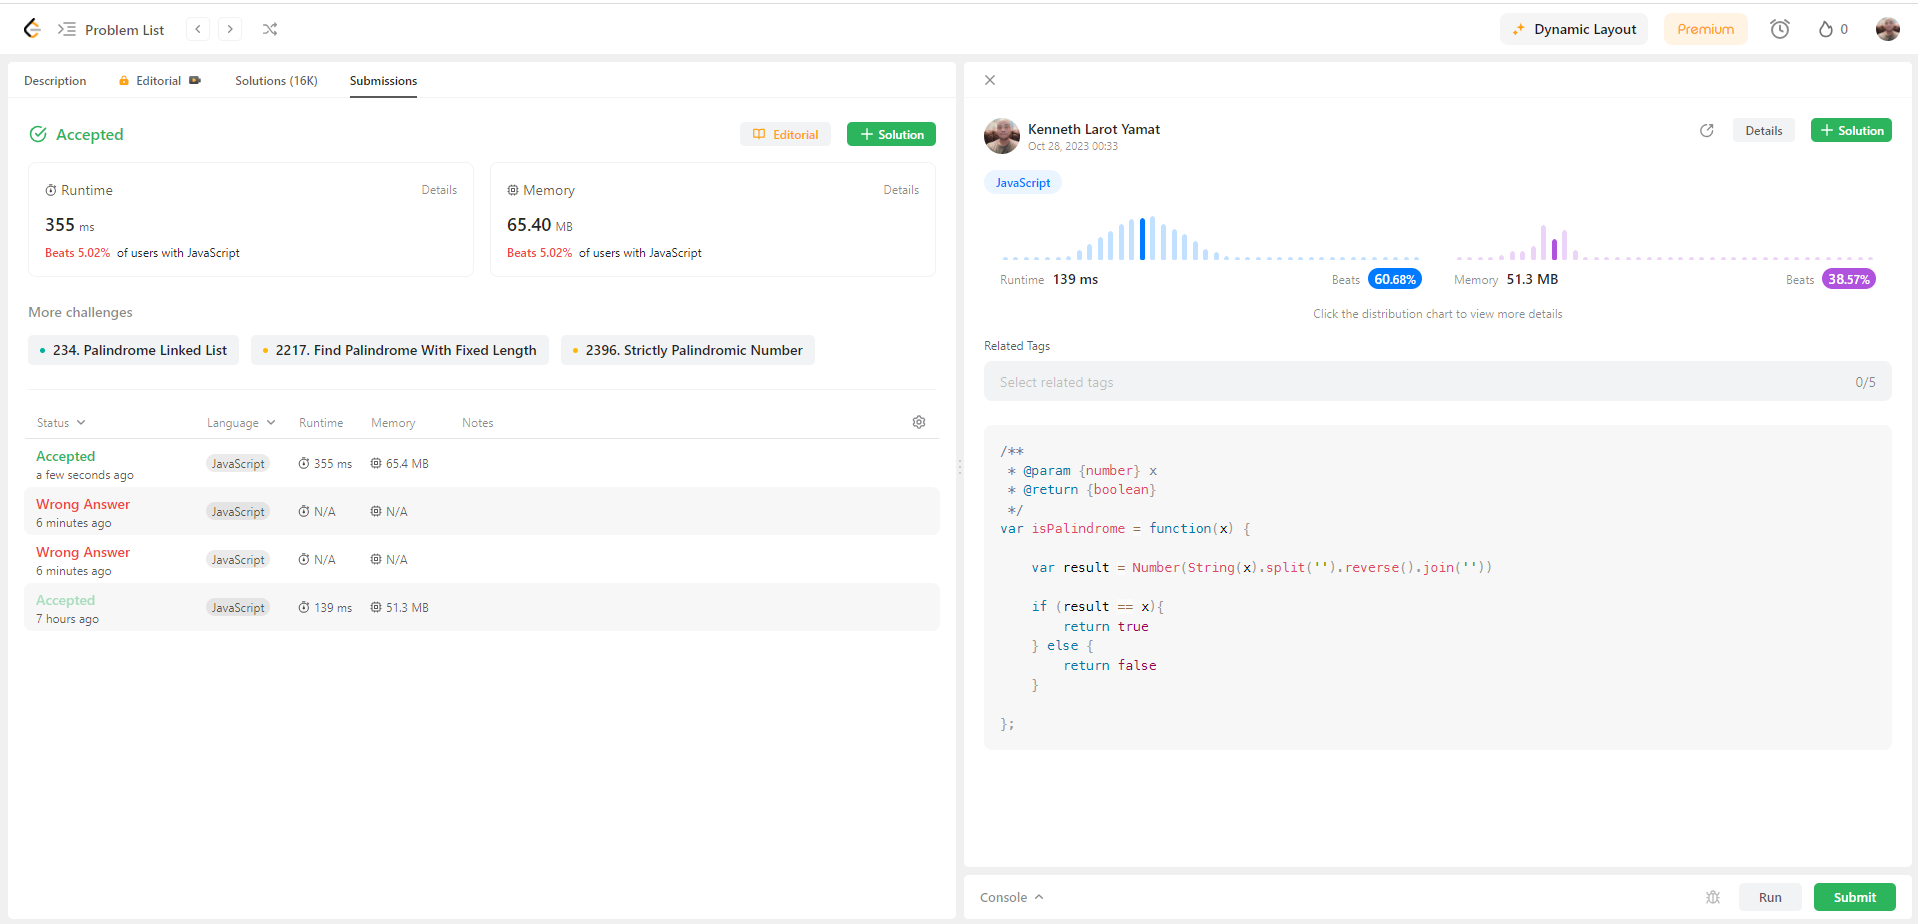 Problem List
Dynamic Layout
Premium
0
Description
Editorial
Solutions (16K)
Submissions
Accepted
Editorial
+ Solution
Runtime
Details
355 ms
Beats 5.02% of users with JavaScript
Memory
Details
65.40 MB
Beats 5.02% of users with JavaScript
More challenges
234. Palindrome Linked List
2217. Find Palindrome With Fixed Length
2396. Strictly Palindromic Number
Status Language Runtime Memory Notes
Accepted
a few seconds ago
JavaScript 355 ms 65.4 MB
Wrong Answer
6 minutes ago
JavaScript N/A N/A
Wrong Answer
6 minutes ago
JavaScript N/A N/A
Accepted
7 hours ago
JavaScript 139 ms 51.3 MB
Kenneth Larot Yamat
Oct 28, 2023 00:33
Details
+ Solution
JavaScript
Runtime 139 ms Beats 60.68%
Memory 51.3 MB Beats 38.57%
Click the distribution chart to view more details
Related Tags
Select related tags 0/5
/**
 * @param {number} x
 * @return {boolean}
 */
var isPalindrome = function(x) {
    var result = Number(String(x).split('').reverse().join(''))
    if (result == x){
        return true
    } else {
        return false
    }
};
Console
Run
Submit